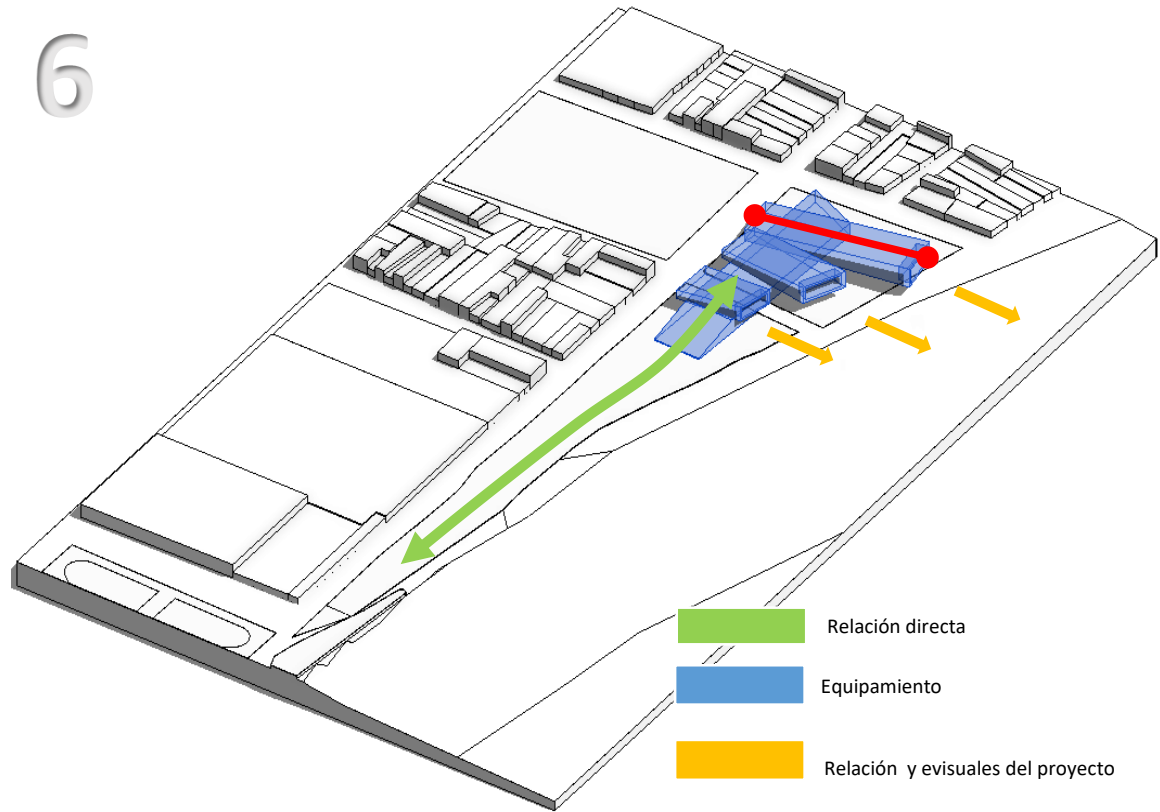 6
Relación directa
Equipamiento
Relación y evisuales del proyecto